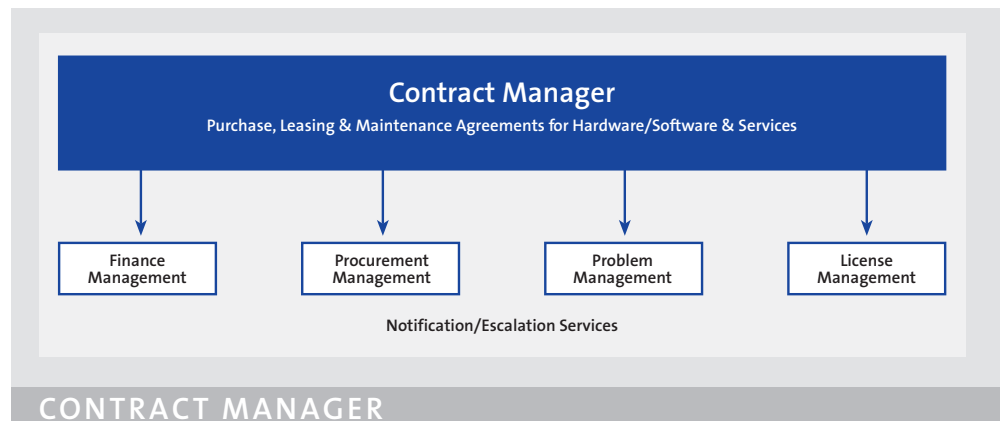 Contract Manager
Purchase, Leasing & Maintenance Agreements for Hardware/Software & Services
Finance
Management
Procurement
Management
Problem
Management
License
Management
Notification/Escalation Services
CONTRACT MANAGER